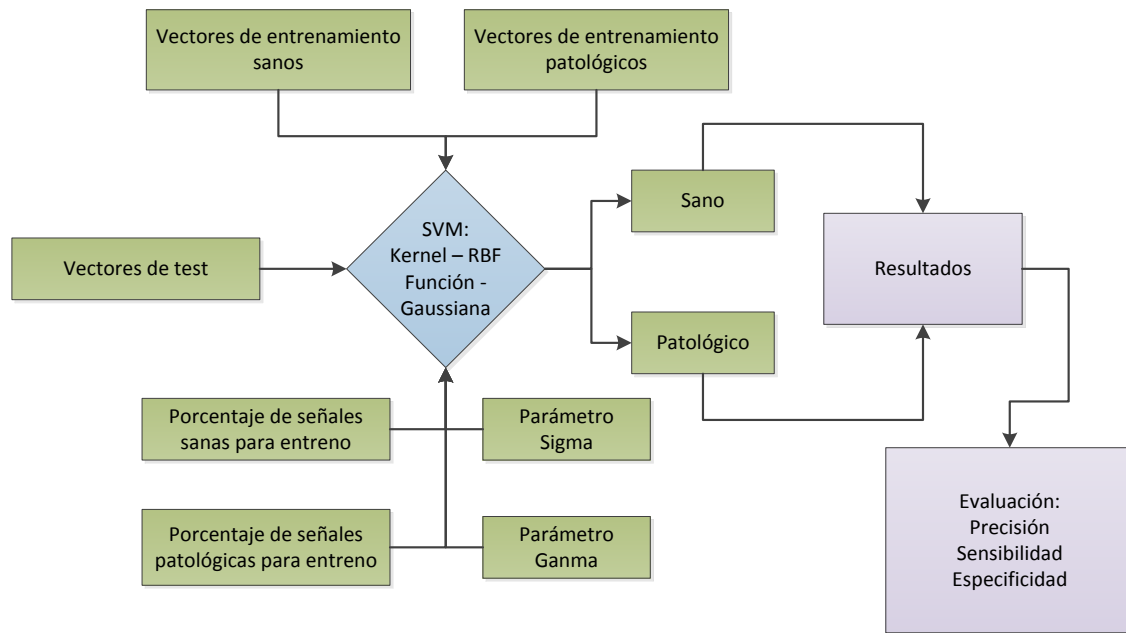 Vectores de entrenamiento
sanos
Vectores de entrenamiento
patológicos
Sano
SVM:
Kernel – RBF
Función -
Gaussiana
Vectores de test
Resultados
Patológico
Porcentaje de señales
sanas para entreno
Parámetro
Sigma
Porcentaje de señales
patológicas para entreno
Parámetro
Ganma
Evaluación:
Precisión
Sensibilidad
Especificidad